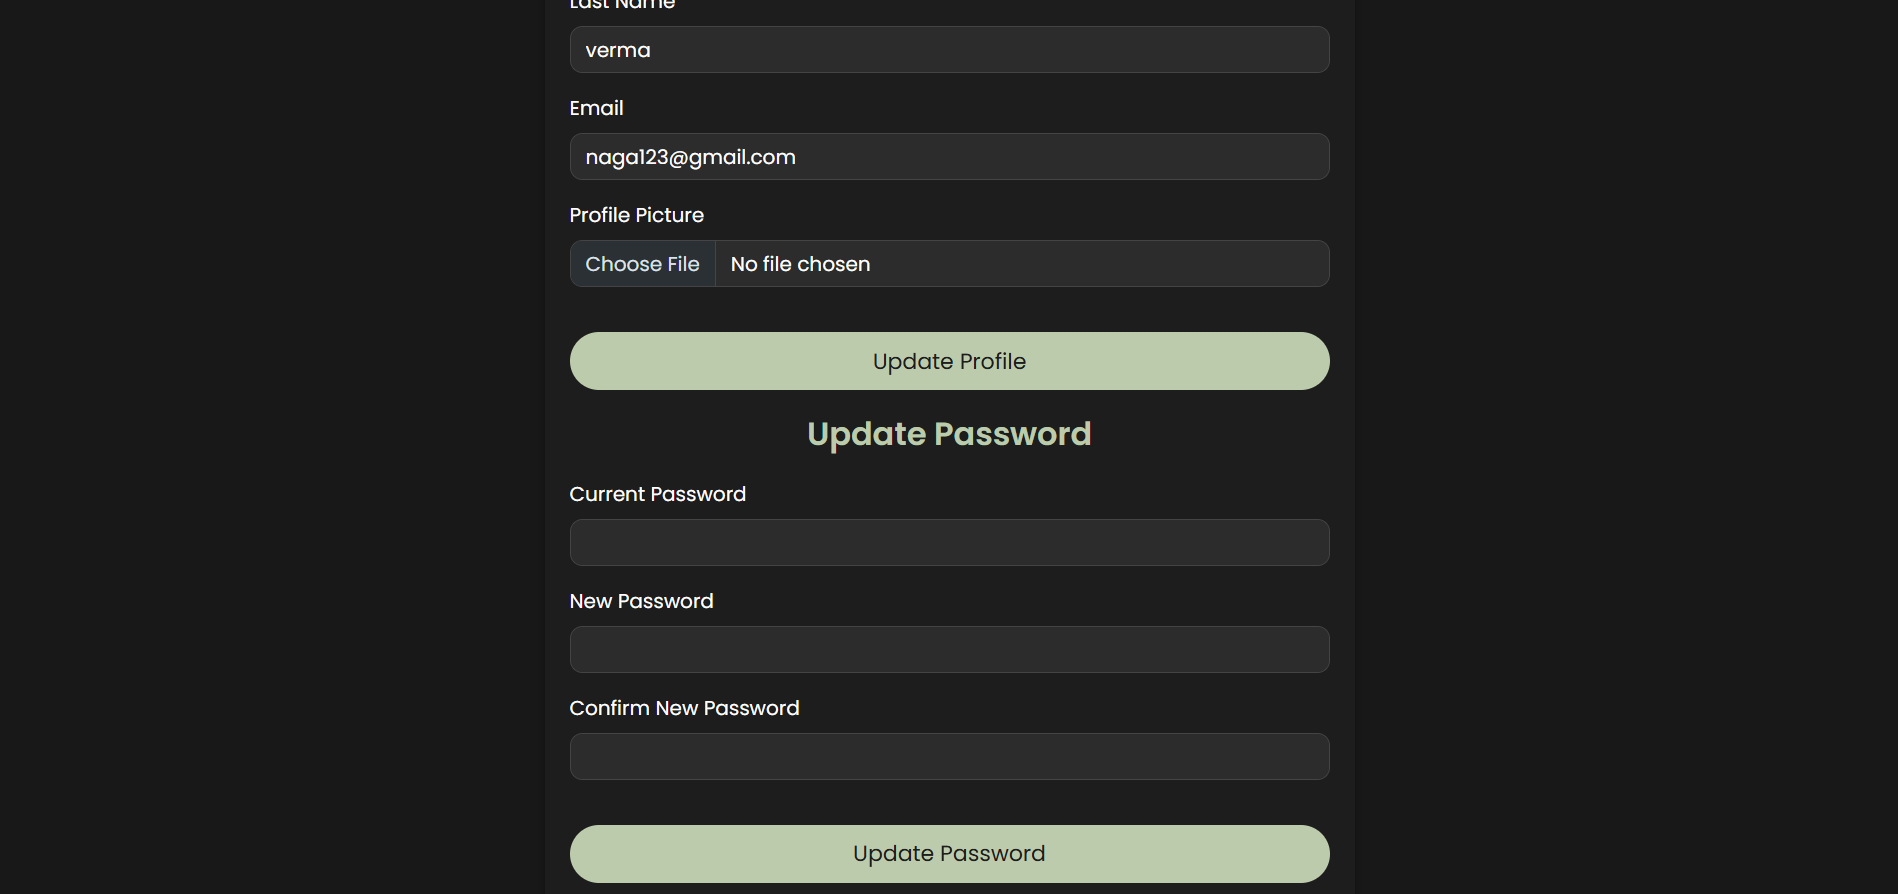 Last Name
verma
Email
naga123@gmail.com
Profile Picture
Choose File No file chosen
Update Profile
Update Password
Current Password
New Password
Confirm New Password
Update Password